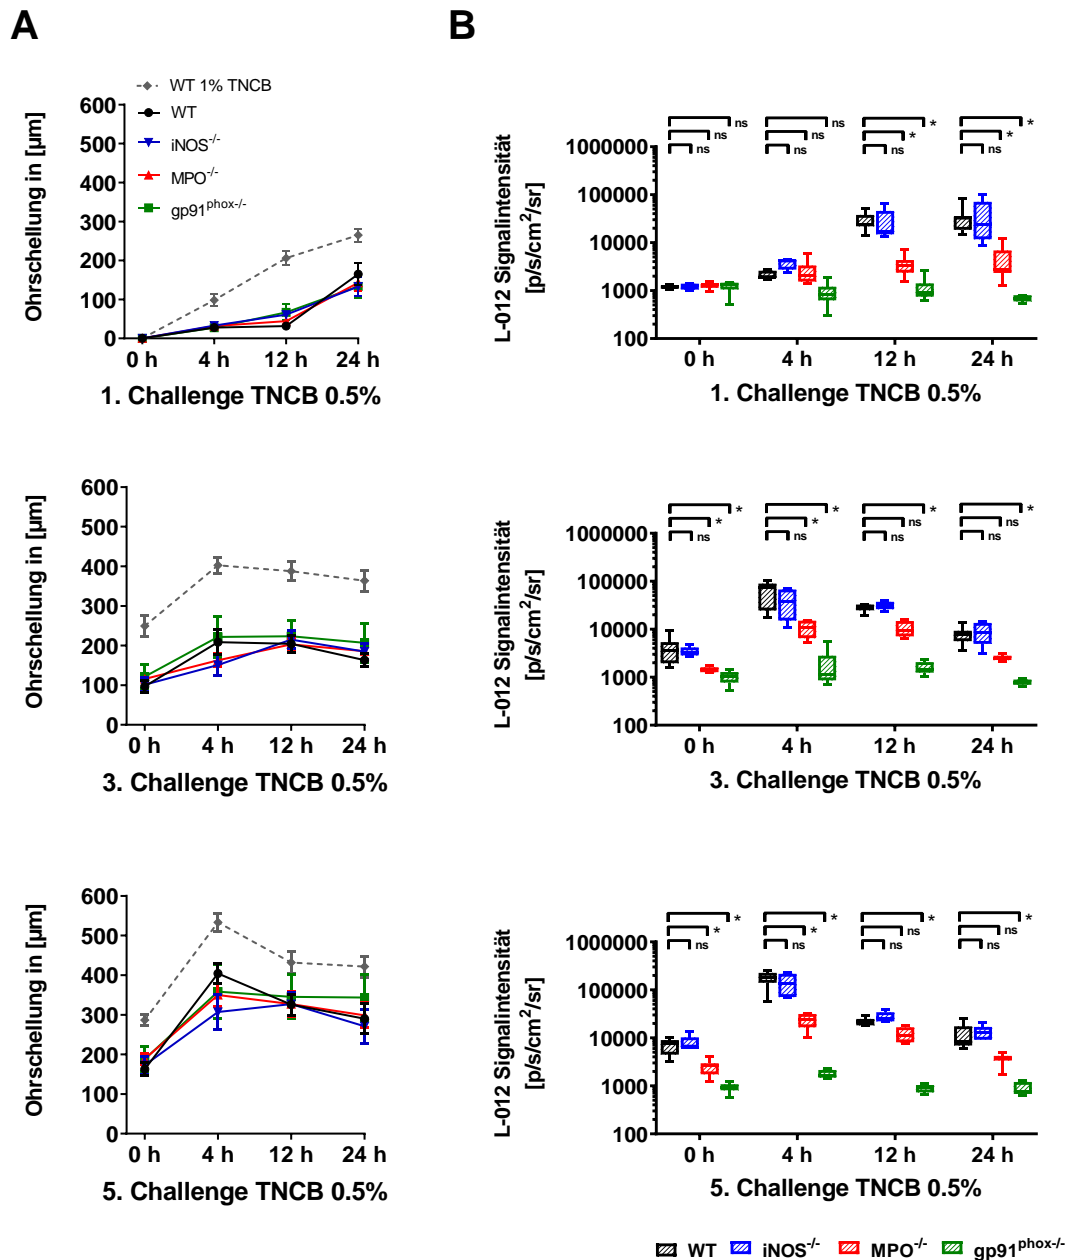 A
B
WT 1% TNCB
WT
iNOS-/-
MPO-/-
gp91phox-/-
Ohrschellung in [µm]
600
500
400
300
200
100
0
0 h 4 h 12 h 24 h
1. Challenge TNCB 0.5%
L-012 Signalintensität
[p/s/cm²/sr]
ns ns * *
ns ns * *
ns ns ns ns
1000000
100000
10000
1000
100
0 h 4 h 12 h 24 h
1. Challenge TNCB 0.5%
Ohrschellung in [µm]
600
500
400
300
200
100
0
0 h 4 h 12 h 24 h
3. Challenge TNCB 0.5%
L-012 Signalintensität
[p/s/cm²/sr]
* * * *
* * ns ns
ns ns ns ns
1000000
100000
10000
1000
100
0 h 4 h 12 h 24 h
3. Challenge TNCB 0.5%
Ohrschellung in [µm]
600
500
400
300
200
100
0
0 h 4 h 12 h 24 h
5. Challenge TNCB 0.5%
L-012 Signalintensität
[p/s/cm²/sr]
* * * *
* * ns ns
ns ns ns ns
1000000
100000
10000
1000
100
0 h 4 h 12 h 24 h
5. Challenge TNCB 0.5%
WT iNOS-/- MPO-/- gp91phox-/-